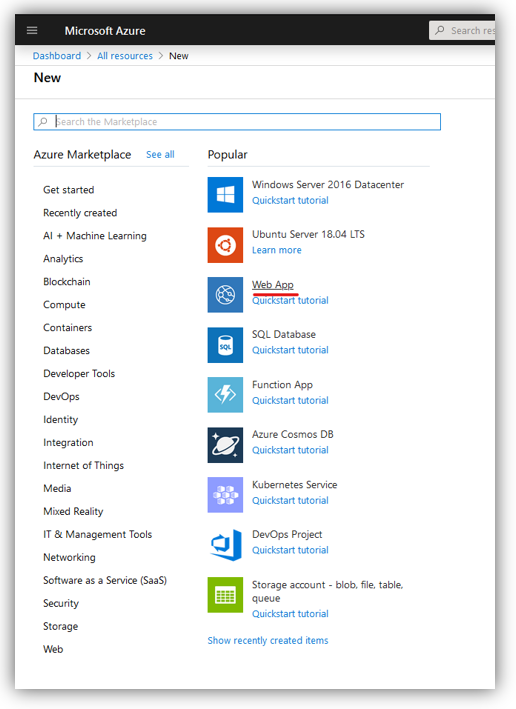 Microsoft Azure
Search res
Dashboard > All resources > New
New
Search the Marketplace
Azure Marketplace
See all
Get started
Recently created
AI + Machine Learning
Analytics
Blockchain
Compute
Containers
Databases
Developer Tools
DevOps
Identity
Integration
Internet of Things
Media
Mixed Reality
IT & Management Tools
Networking
Software as a Service (SaaS)
Security
Storage
Web
Popular
Windows Server 2016 Datacenter
Quickstart tutorial
Ubuntu Server 18.04 LTS
Learn more
Web App
Quickstart tutorial
SQL
SQL Database
Quickstart tutorial
Function App
Quickstart tutorial
Azure Cosmos DB
Quickstart tutorial
Kubernetes Service
Quickstart tutorial
DevOps Project
Quickstart tutorial
Storage account - blob, file, table,
queue
Quickstart tutorial
Show recently created items